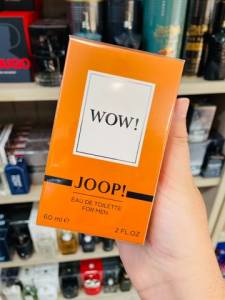 WOW!
JOOP!
EAU DE TOILETTE
FOR MEN
60 ml ℮
2 FL.OZ.